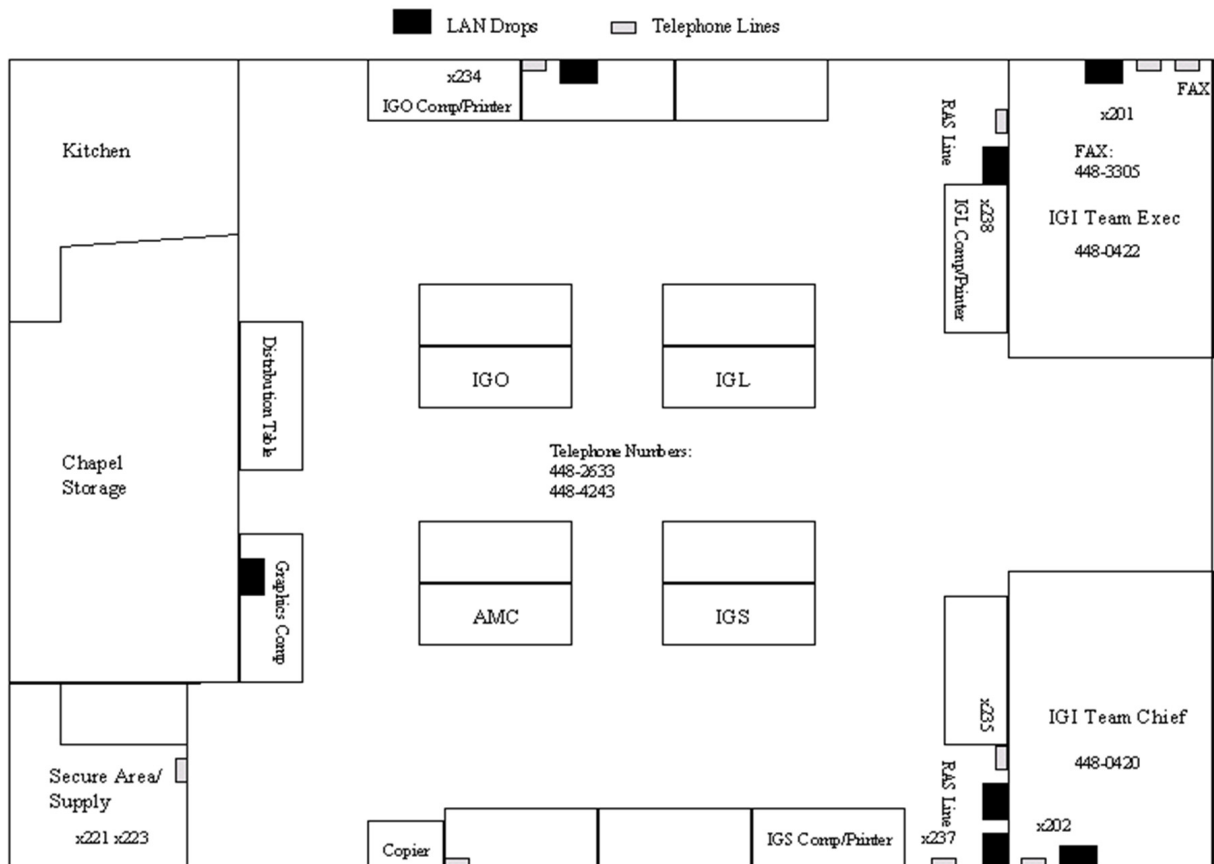 LAN Drops
Telephone Lines
x234
IGO Comp/Printer
RAS Line
x238
IGL Comp/Printer
FAX
x201
FAX:
448-3305
IGI Team Exec
448-0422
Kitchen
Distribution Table
IGO
IGL
Chapel
Storage
Telephone Numbers:
448-2633
448-4243
Graphics Comp
AMC
IGS
x235
IGI Team Chief
448-0420
Secure Area/
Supply
x221 x223
RAS Line
Copier
IGS Comp/Printer
x237
x202